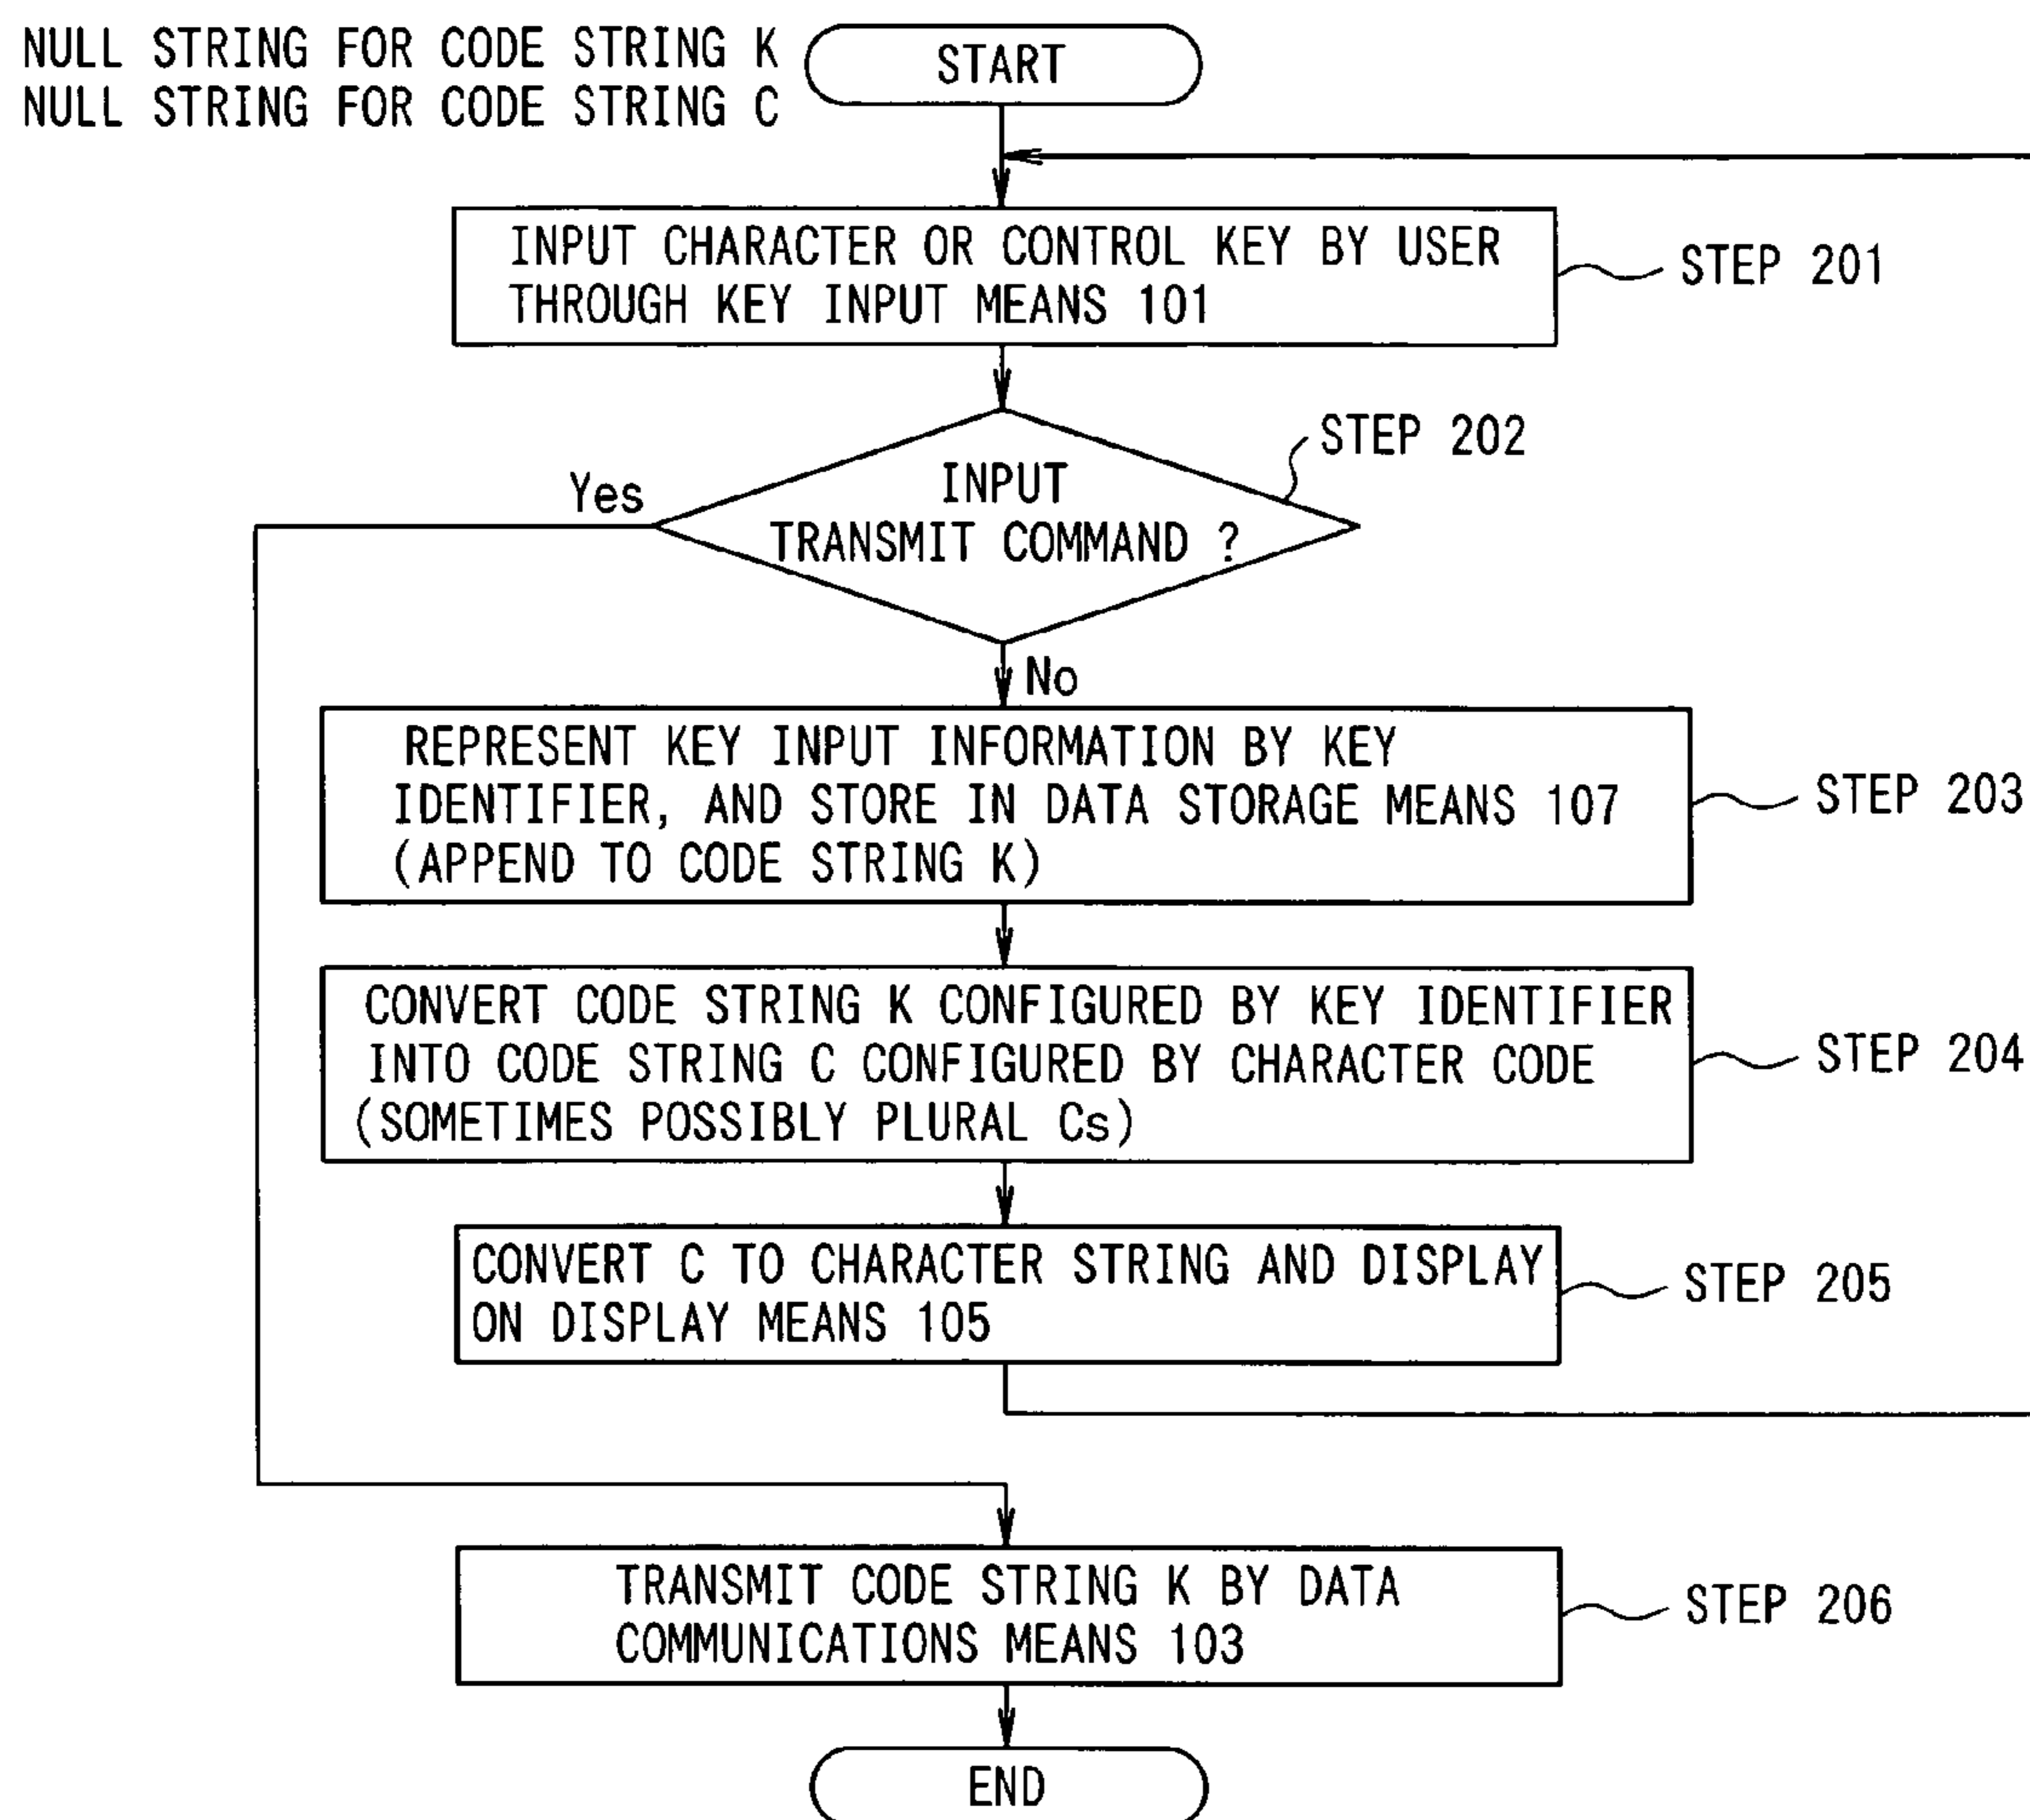 NULL STRING FOR CODE STRING K
NULL STRING FOR CODE STRING C
START
INPUT CHARACTER OR CONTROL KEY BY USER
THROUGH KEY INPUT MEANS 101
STEP 201
STEP 202
INPUT
TRANSMIT COMMAND ?
Yes
No
REPRESENT KEY INPUT INFORMATION BY KEY
IDENTIFIER, AND STORE IN DATA STORAGE MEANS 107
(APPEND TO CODE STRING K)
STEP 203
CONVERT CODE STRING K CONFIGURED BY KEY IDENTIFIER
INTO CODE STRING C CONFIGURED BY CHARACTER CODE
(SOMETIMES POSSIBLY PLURAL Cs)
STEP 204
CONVERT C TO CHARACTER STRING AND DISPLAY
ON DISPLAY MEANS 105
STEP 205
TRANSMIT CODE STRING K BY DATA
COMMUNICATIONS MEANS 103
STEP 206
END